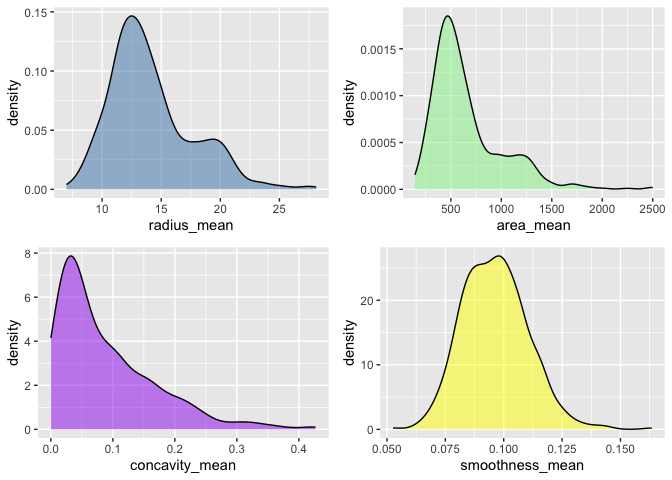 0.15
0.10
0.05
0.00
density
10 15 20 25
radius_mean
0.0015
0.0010
0.0005
0.0000
density
500 1000 1500 2000 2500
area_mean
8
6
4
2
0
density
0.0 0.1 0.2 0.3 0.4
concavity_mean
20
10
0
density
0.050 0.075 0.100 0.125 0.150
smoothness_mean